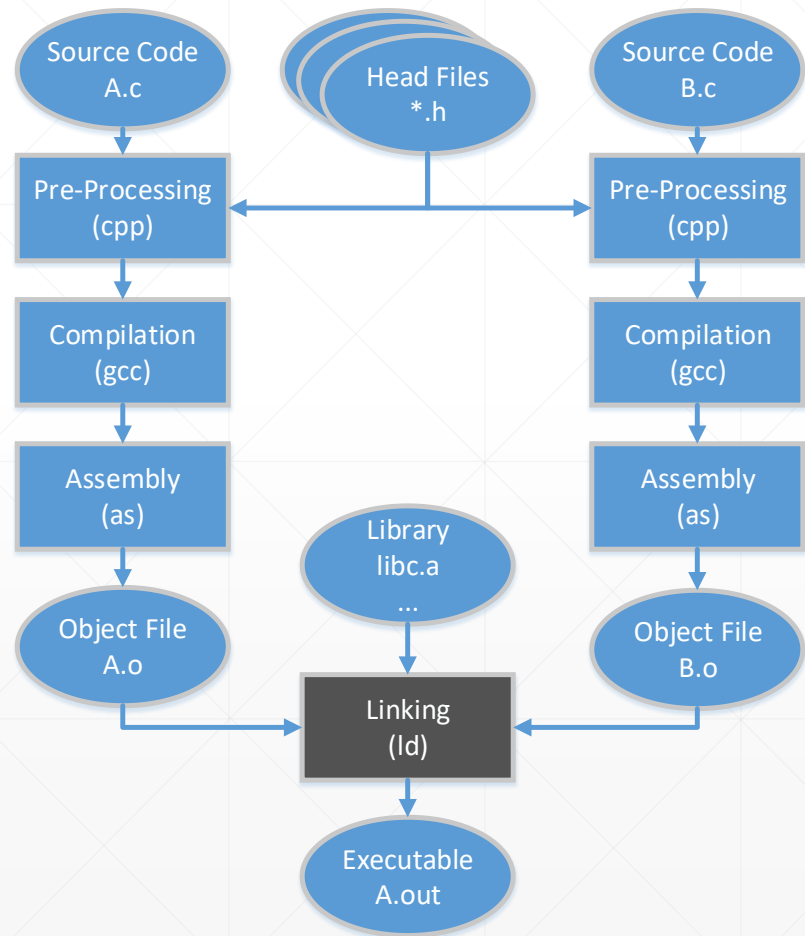 Source Code
A.c
Head Files
*.h
Source Code
B.c
Pre-Processing
(cpp)
Pre-Processing
(cpp)
Compilation
(gcc)
Compilation
(gcc)
Assembly
(as)
Assembly
(as)
Library
libc.a
...
Object File
A.o
Object File
B.o
Linking
(ld)
Executable
A.out